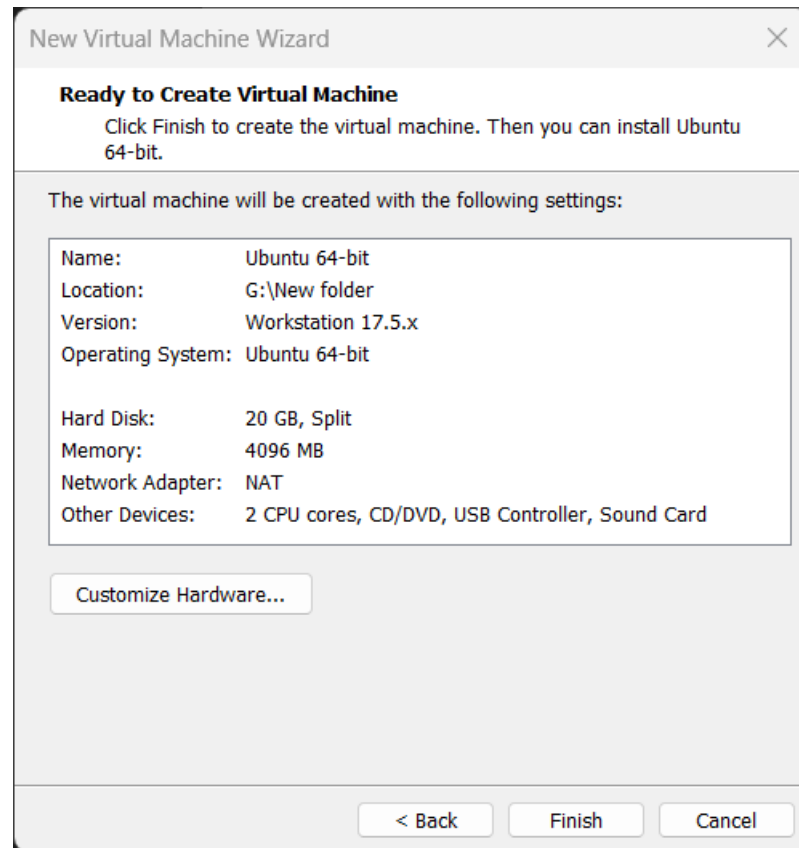 New Virtual Machine Wizard
Ready to Create Virtual Machine
Click Finish to create the virtual machine. Then you can install Ubuntu
64-bit.
The virtual machine will be created with the following settings:
Name: Ubuntu 64-bit
Location: G:\New folder
Version: Workstation 17.5.x
Operating System: Ubuntu 64-bit
Hard Disk: 20 GB, Split
Memory: 4096 MB
Network Adapter: NAT
Other Devices: 2 CPU cores, CD/DVD, USB Controller, Sound Card
Customize Hardware...
< Back Finish Cancel